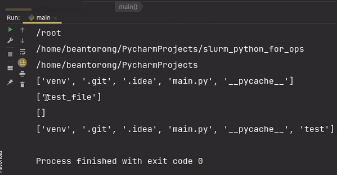 main()
Run:
main
/root
/home/beantorong/PycharmProjects/slurm_python_for_ops
/home/beantorong/PycharmProjects
['venv', '.git', '.idea', 'main.py', '__pycache__']
['test_file']
[]
['venv', '.git', '.idea', 'main.py', '__pycache__', 'test']
Process finished with exit code 0